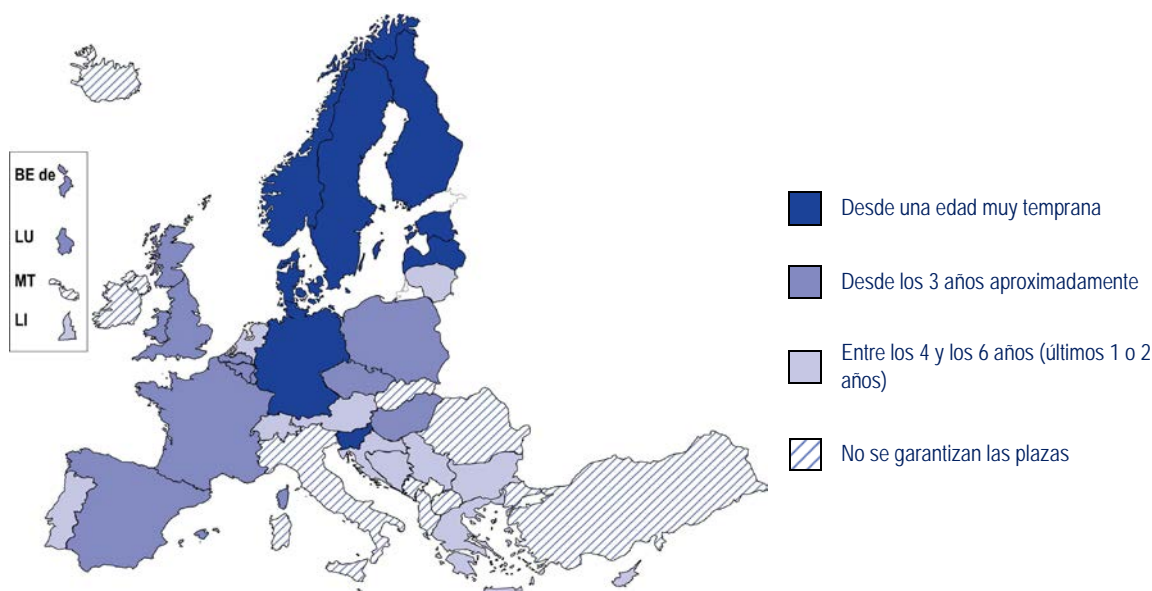 BE de
LU
MT
LI
Desde una edad muy temprana
Desde los 3 años aproximadamente
Entre los 4 y los 6 años (últimos 1 o 2
años)
No se garantizan las plazas